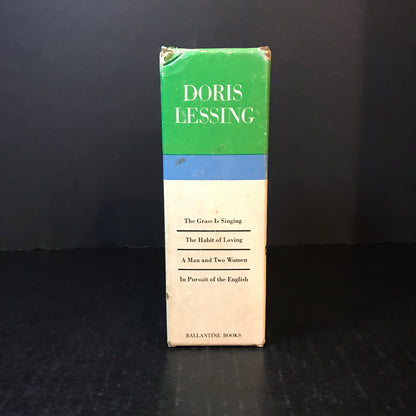 DORIS
LESSING
The Grass Is Singing
The Habit of Loving
A Man and Two Women
In Pursuit of the English
BALLANTINE BOOKS